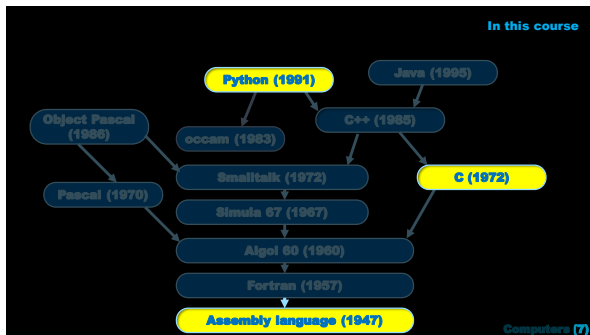 In this course
Java (1995)
Python (1991)
Object Pascal
(1986)
C++ (1985)
occam (1983)
Smalltalk (1972)
C (1972)
Pascal (1970)
Simula 67 (1967)
Algol 60 (1960)
Fortran (1957)
Assembly language (1947)
Computers 7